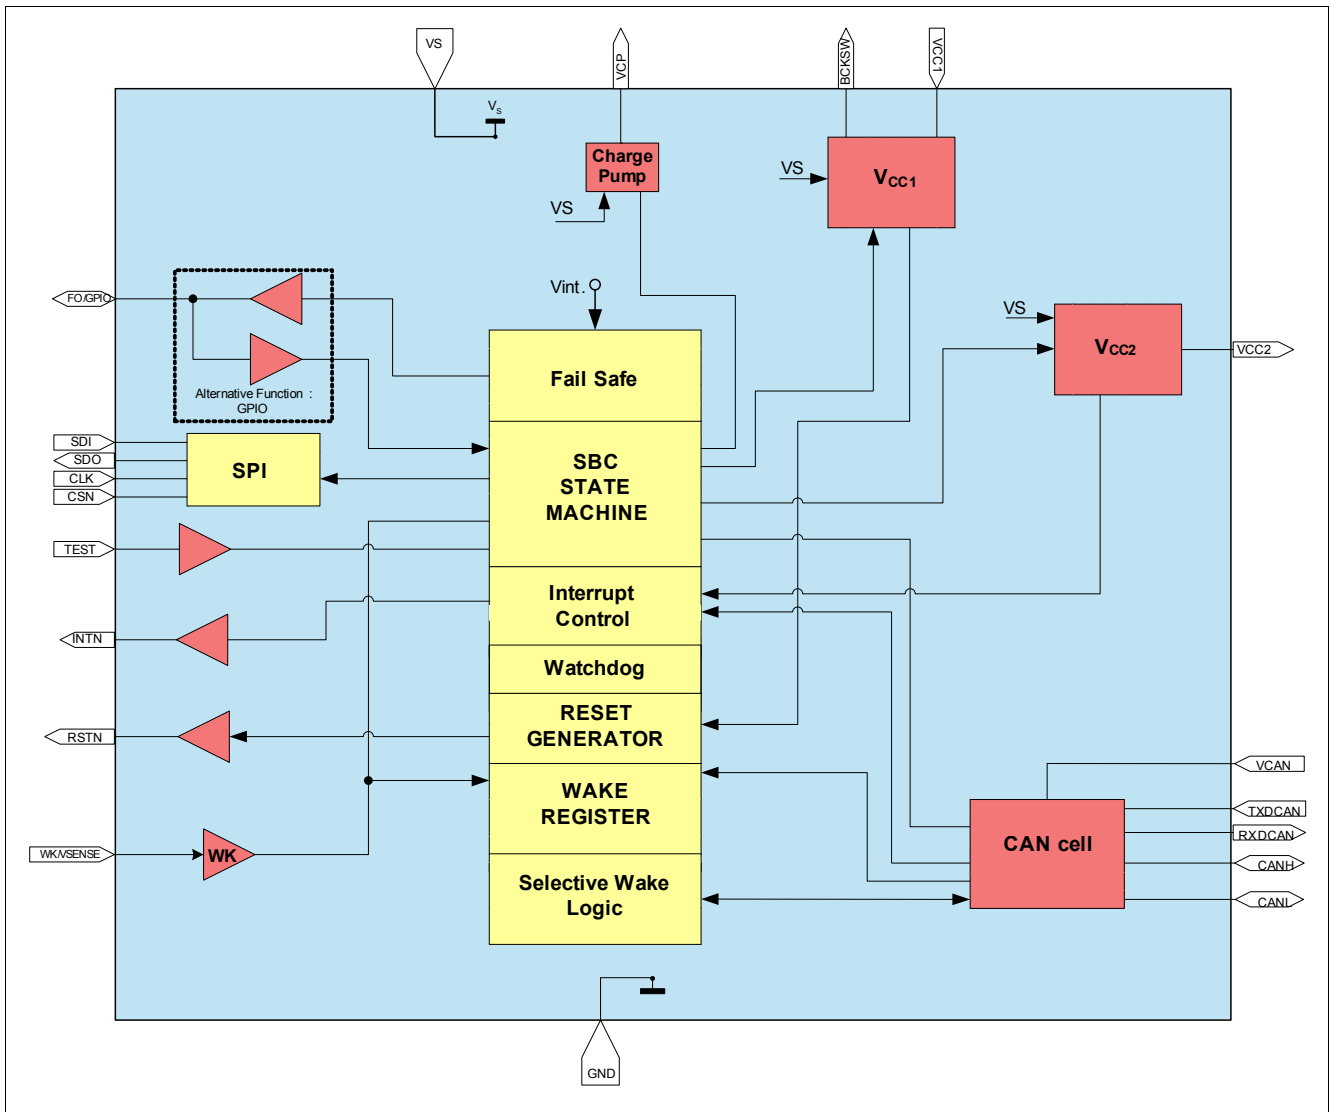 VS
VCP
BCKSW
VCC1
VS
Charge
Pump
VS
VS
VCC1
FO/GPIO
Alternative Function :
GPIO
Vint.
VS
VCC2
VCC2
Fail Safe
SDI
SDO
CLK
CSN
SPI
SBC
STATE
MACHINE
TEST
Interrupt
Control
INTN
Watchdog
RESET
GENERATOR
RSTN
WAKE
REGISTER
WK/VSENSE
WK
Selective Wake
Logic
CAN cell
VCAN
TXDCAN
RXDCAN
CANH
CANL
GND